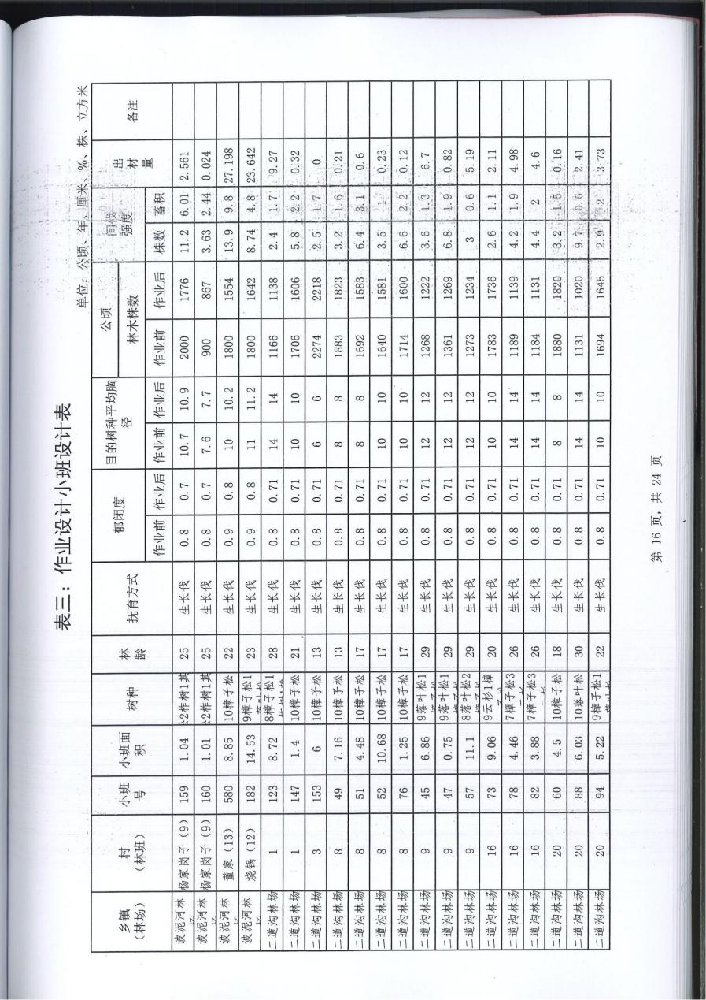 表三：作业设计小班设计表
单位：公顷、年、厘米、%、株、立方米
乡镇（林场） 村（林班） 小班号 小班面积 树种 林龄 抚育方式 郁闭度 目的树种平均胸径 公顷 间伐强度 出材量 备注
林木株数
作业前 作业后 作业前 作业后 作业前 作业后 株数 蓄积
波泥河林 杨家岗子（9） 159 1.04 2柞树1其 25 生长伐 0.8 0.7 10.7 10.9 2000 1776 11.2 6.01 2.561
波泥河林 杨家岗子（9） 160 1.01 2柞树1其 25 生长伐 0.8 0.7 7.6 7.7 900 867 3.63 2.44 0.024
波泥河林 董家（13） 580 8.85 10樟子松 22 生长伐 0.9 0.8 10 10.2 1800 1554 13.9 9.8 27.198
波泥河林 烧锅（12） 182 14.53 9樟子松1 23 生长伐 0.9 0.8 11 11.2 1800 1642 8.74 4.8 23.642
二道沟林场 1 123 8.72 8樟子松1 28 生长伐 0.8 0.71 14 14 1166 1138 2.4 1.7 9.27
二道沟林场 1 147 1.4 10樟子松 21 生长伐 0.8 0.71 10 10 1706 1606 5.8 2.2 0.32
二道沟林场 3 153 6 10樟子松 13 生长伐 0.8 0.71 6 6 2274 2218 2.5 1.7 0
二道沟林场 8 49 7.16 10樟子松 13 生长伐 0.8 0.71 8 8 1883 1823 3.2 1.6 0.21
二道沟林场 8 51 4.48 10樟子松 17 生长伐 0.8 0.71 8 8 1692 1583 6.4 3.1 0.6
二道沟林场 8 52 10.68 10樟子松 17 生长伐 0.8 0.71 10 10 1640 1581 3.5 0.23
二道沟林场 8 76 1.25 10樟子松 17 生长伐 0.8 0.71 10 10 1714 1600 6.6 2.2 0.12
二道沟林场 9 45 6.86 9落叶松1 29 生长伐 0.8 0.71 12 12 1268 1222 3.6 1.3 6.7
二道沟林场 9 47 0.75 9落叶松1 29 生长伐 0.8 0.71 12 12 1361 1269 6.8 1.9 0.82
二道沟林场 9 57 11.1 8落叶松2 29 生长伐 0.8 0.71 12 12 1273 1234 3 0.6 5.19
二道沟林场 16 73 9.06 9云杉1樟 20 生长伐 0.8 0.71 10 10 1783 1736 2.6 1.1 2.11
二道沟林场 16 78 4.46 7樟子松3 26 生长伐 0.8 0.71 14 14 1189 1139 4.2 1.9 4.98
二道沟林场 16 82 3.88 7樟子松3 26 生长伐 0.8 0.71 14 14 1184 1131 4.4 2 4.6
二道沟林场 20 60 4.5 10樟子松 18 生长伐 0.8 0.71 8 8 1880 1820 3.2 1.5 0.16
二道沟林场 20 88 6.03 10落叶松 30 生长伐 0.8 0.71 14 14 1131 1020 9.7 0.6 2.41
二道沟林场 20 94 5.22 9樟子松1 22 生长伐 0.8 0.71 10 10 1694 1645 2.9 2 3.73
第 16 页，共 24 页